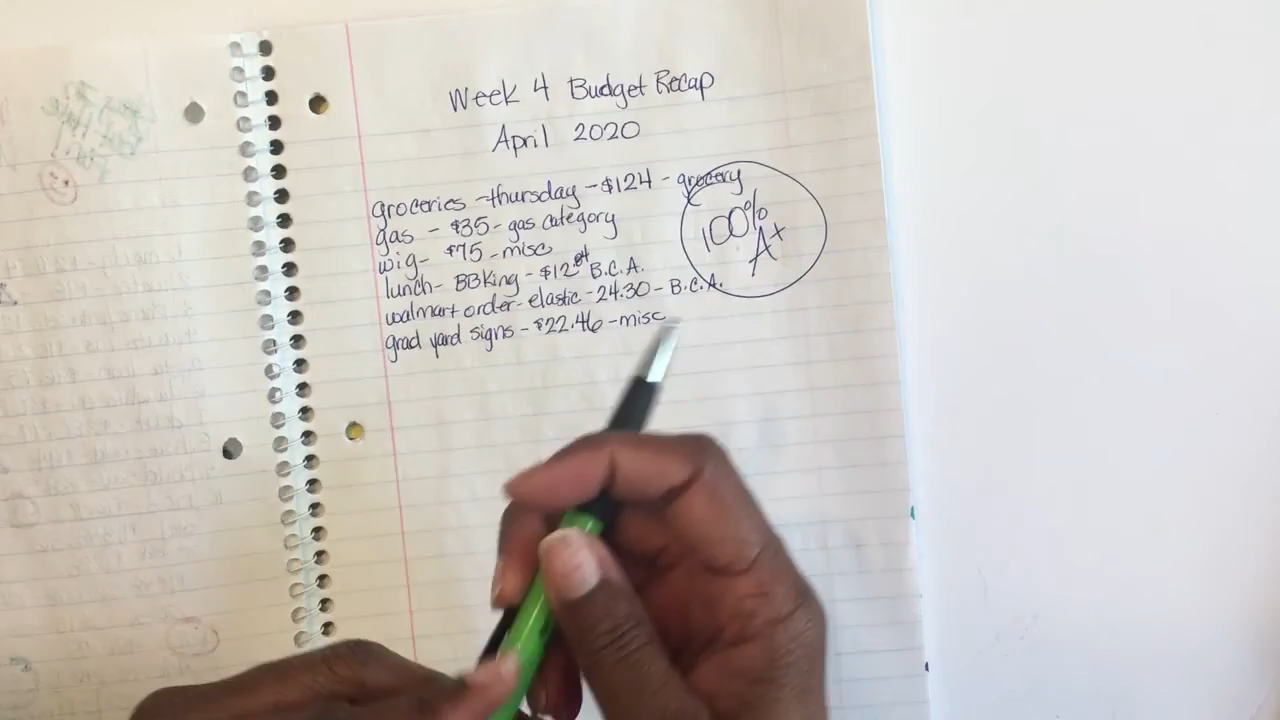 Week 4 Budget Recap
April 2020
groceries - thursday - $124 - grocery
gas - $35 - gas category
wig - $75 - misc
lunch - BBKing - $12 B.C.A.
walmart order - elastic - 24.30 - B.C.A.
grad yard signs - $22.46 - misc
100%
A+